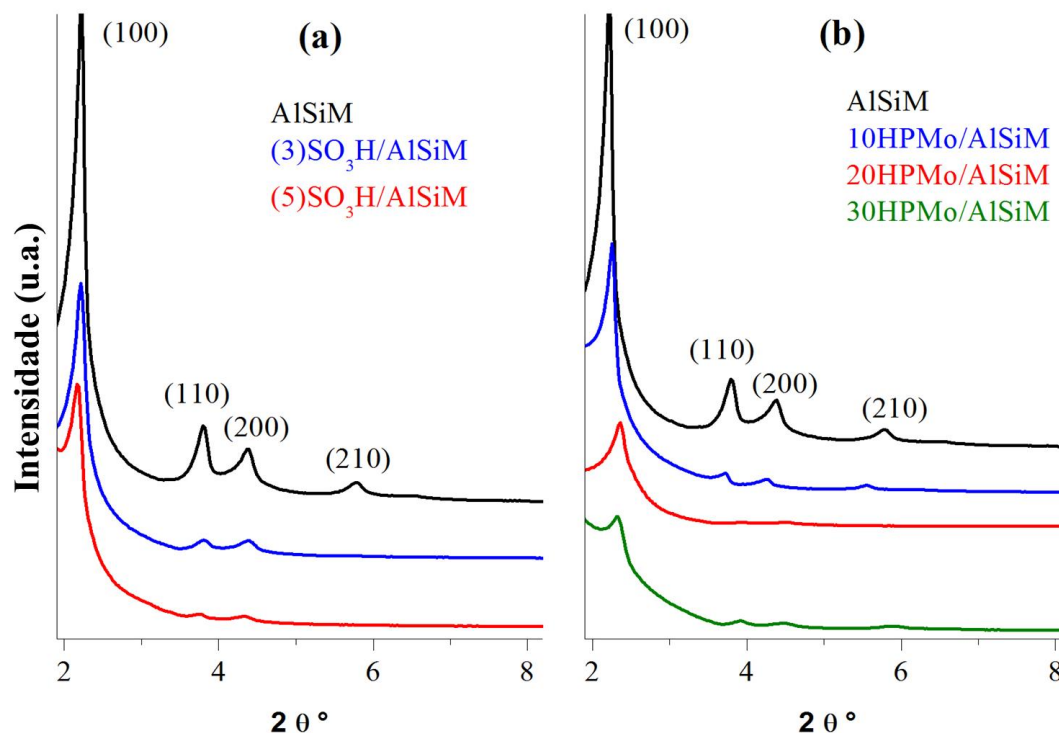 Intensidade (u.a.)
(a)
(100)
AlSiM
(3)SO₃H/AlSiM
(5)SO₃H/AlSiM
(110)
(200)
(210)
2 4 6 8
2 θ °
(b)
(100)
AlSiM
10HPMo/AlSiM
20HPMo/AlSiM
30HPMo/AlSiM
(110)
(200)
(210)
2 4 6 8
2 θ °